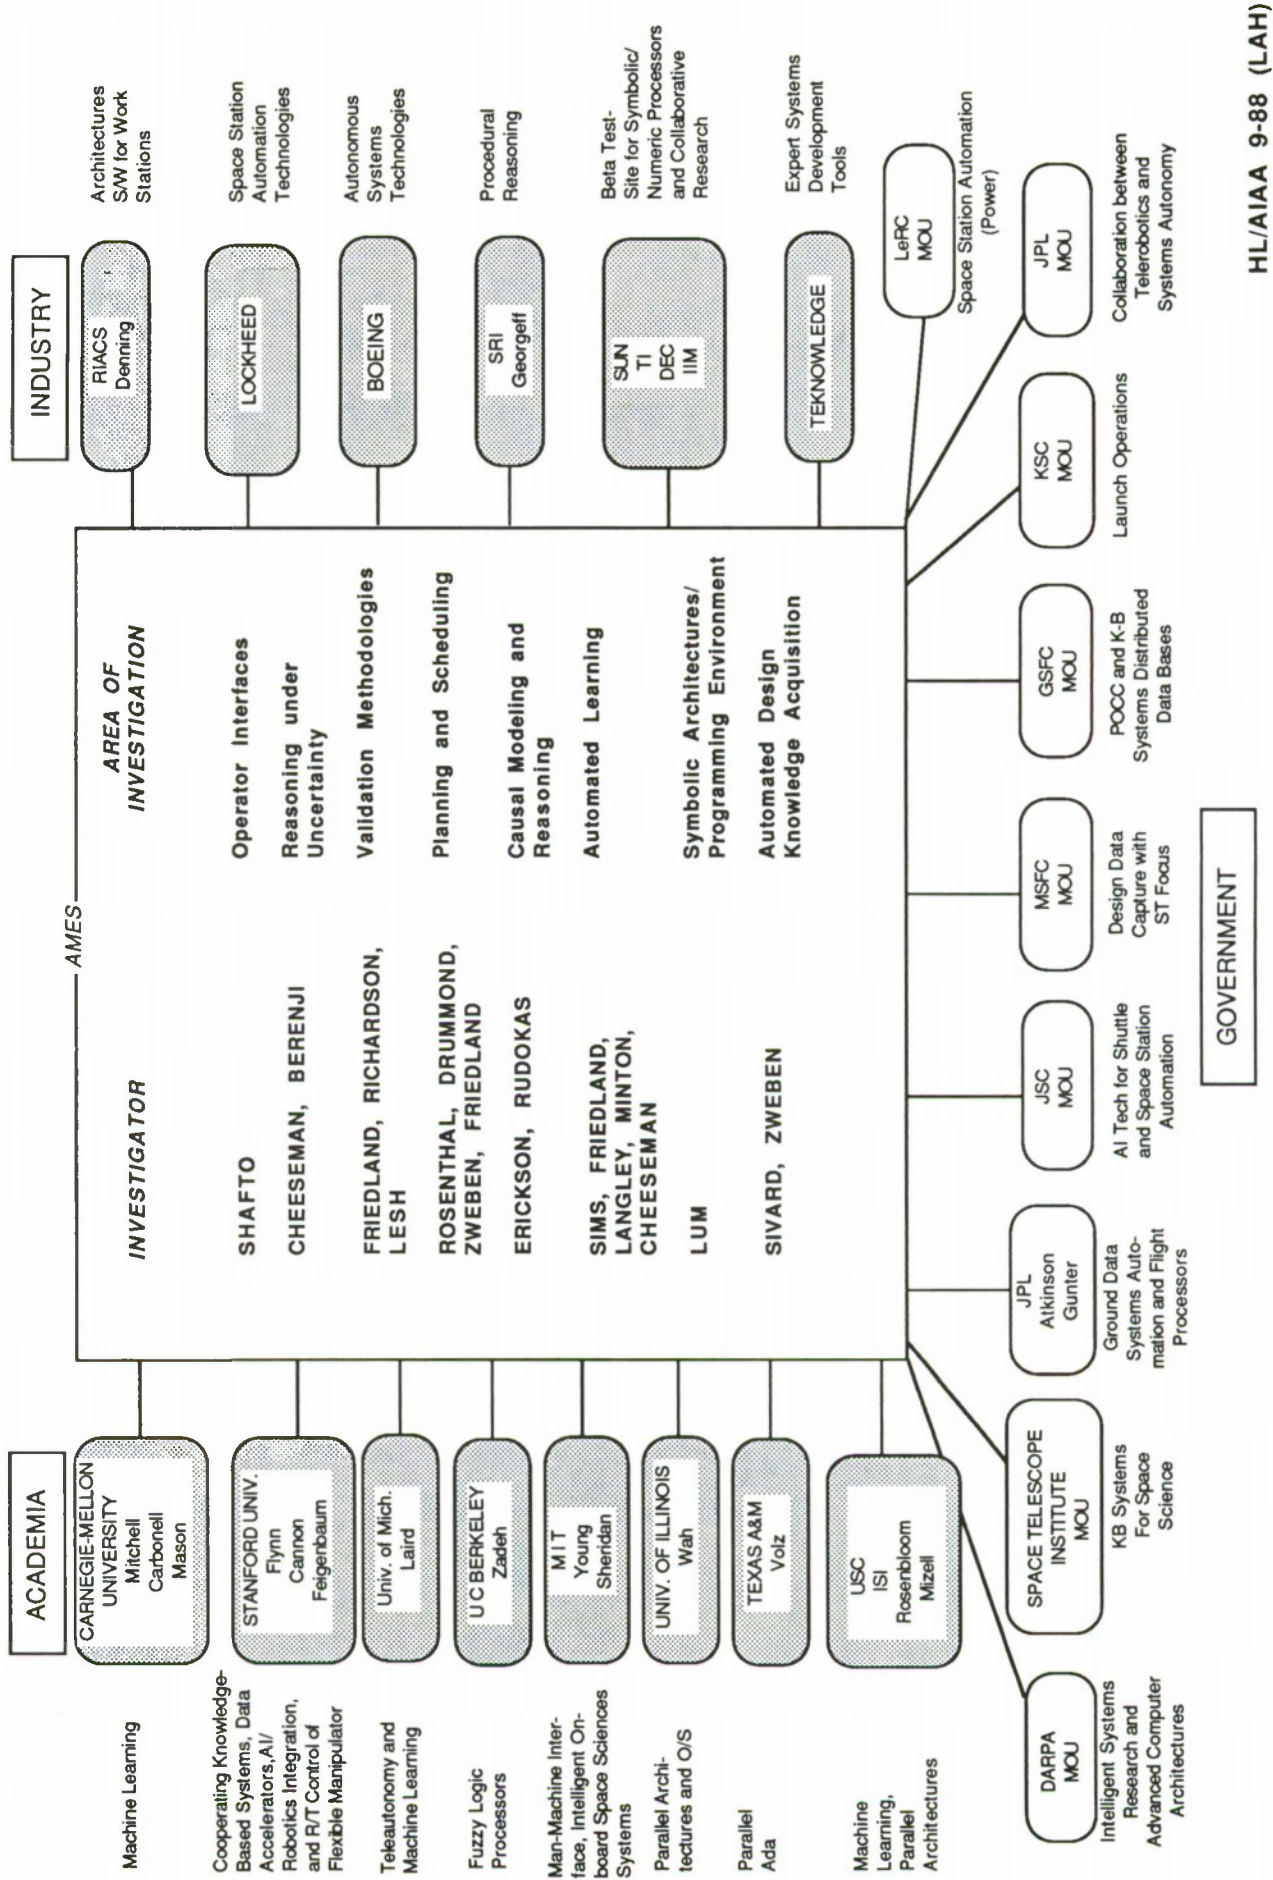 ACADEMIA
Machine Learning
CARNEGIE-MELLON
UNIVERSITY
Mitchell
Carbonell
Mason
Cooperating Knowledge-
Based Systems, Data
Accelerators,AI/
Robotics Integration,
and R/T Control of
Flexible Manipulator
STANFORD UNIV.
Flynn
Cannon
Feigenbaum
Teleautonomy and
Machine Learning
Univ. of Mich.
Laird
Fuzzy Logic
Processors
U C BERKELEY
Zadeh
Man-Machine Inter-
face, Intelligent On-
board Space Sciences
Systems
M I T
Young
Sheridan
Parallel Archi-
tectures and O/S
UNIV. OF ILLINOIS
Wah
Parallel
Ada
TEXAS A&M
Volz
Machine
Learning,
Parallel
Architectures
USC
ISI
Rosenbloom
Mizell
AMES
INVESTIGATOR
AREA OF
INVESTIGATION
SHAFTO
Operator Interfaces
CHEESEMAN, BERENJI
Reasoning under
Uncertainty
FRIEDLAND, RICHARDSON,
LESH
Validation Methodologies
ROSENTHAL, DRUMMOND,
ZWEBEN, FRIEDLAND
Planning and Scheduling
ERICKSON, RUDOKAS
Causal Modeling and
Reasoning
SIMS, FRIEDLAND,
LANGLEY, MINTON,
CHEESEMAN
Automated Learning
LUM
Symbolic Architectures/
Programming Environment
SIVARD, ZWEBEN
Automated Design
Knowledge Acquisition
INDUSTRY
RIACS
Denning
Architectures
S/W for Work
Stations
LOCKHEED
Space Station
Automation
Technologies
BOEING
Autonomous
Systems
Technologies
SRI
Georgeff
Procedural
Reasoning
SUN
TI
DEC
IIM
Beta Test-
Site for Symbolic/
Numeric Processors
and Collaborative
Research
TEKNOWLEDGE
Expert Systems
Development
Tools
DARPA
MOU
Intelligent Systems
Research and
Advanced Computer
Architectures
SPACE TELESCOPE
INSTITUTE
MOU
KB Systems
For Space
Science
JPL
Atkinson
Gunter
Ground Data
Systems Auto-
mation and Flight
Processors
JSC
MOU
AI Tech for Shuttle
and Space Station
Automation
MSFC
MOU
Design Data
Capture with
ST Focus
GSFC
MOU
POCC and K-B
Systems Distributed
Data Bases
KSC
MOU
Launch Operations
JPL
MOU
Collaboration between
Telerobotics and
Systems Autonomy
LeRC
MOU
Space Station Automation
(Power)
GOVERNMENT
HL/AIAA 9-88 (LAH)